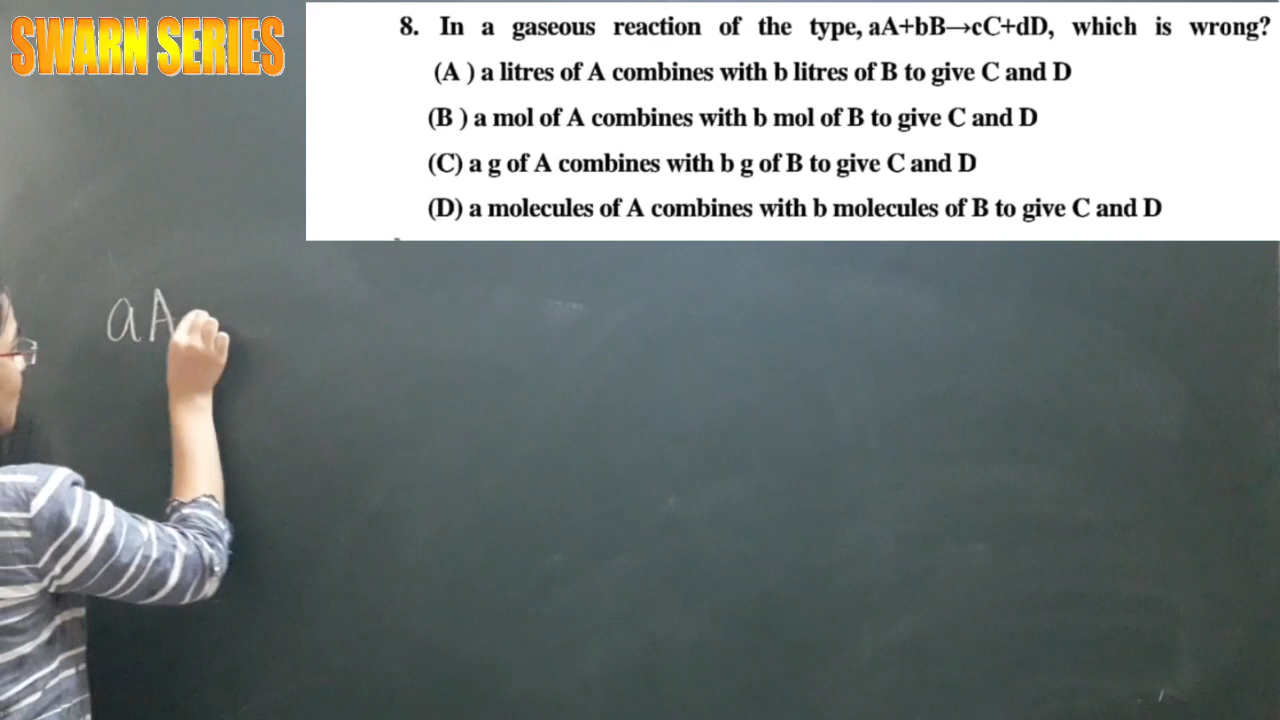 SWARN SERIES
8. In a gaseous reaction of the type, aA+bB→cC+dD, which is wrong?
(A ) a litres of A combines with b litres of B to give C and D
(B ) a mol of A combines with b mol of B to give C and D
(C) a g of A combines with b g of B to give C and D
(D) a molecules of A combines with b molecules of B to give C and D
aA